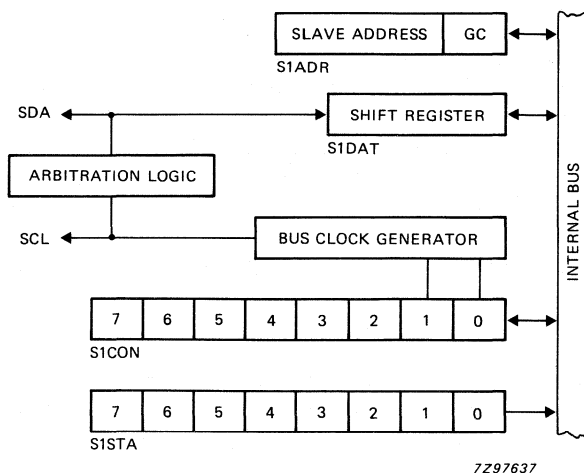 SLAVE ADDRESS GC
S1ADR
SDA
SHIFT REGISTER
S1DAT
ARBITRATION LOGIC
SCL
BUS CLOCK GENERATOR
INTERNAL BUS
7 6 5 4 3 2 1 0
S1CON
7 6 5 4 3 2 1 0
S1STA
7Z97637